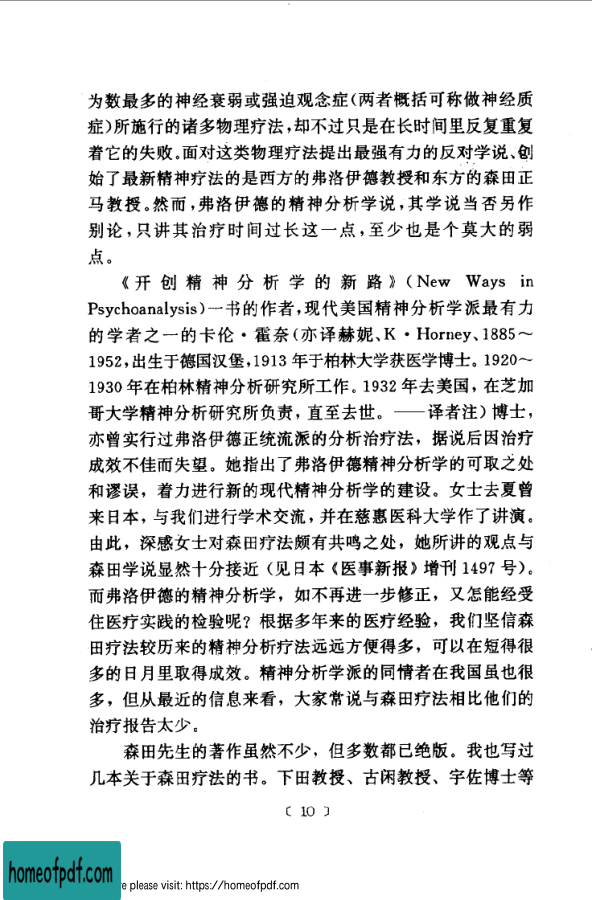 为数最多的神经衰弱或强迫观念症(两者概括可称做神经质
症)所施行的诸多物理疗法,却不过只是在长时间里反复重复
着它的失败。面对这类物理疗法提出最强有力的反对学说、创
始了最新精神疗法的是西方的弗洛伊德教授和东方的森田正
马教授。然而,弗洛伊德的精神分析学说,其学说当否另作
别论,只讲其治疗时间过长这一点,至少也是个莫大的弱
点。
《开创精神分析学的新路》(New Ways in
Psychoanalysis)一书的作者,现代美国精神分析学派最有力
的学者之一的卡伦·霍奈(亦译赫妮、K·Horney、1885～
1952,出生于德国汉堡,1913年于柏林大学获医学博士。1920～
1930年在柏林精神分析研究所工作。1932年去美国,在芝加
哥大学精神分析研究所负责,直至去世。——译者注)博士,
亦曾实行过弗洛伊德正统流派的分析治疗法，据说后因治疗
成效不佳而失望。她指出了弗洛伊德精神分析学的可取之处
和谬误，着力进行新的现代精神分析学的建设。女士去夏曾
来日本，与我们进行学术交流，并在慈惠医科大学作了讲演。
由此，深感女士对森田疗法颇有共鸣之处，她所讲的观点与
森田学说显然十分接近（见日本《医事新报》增刊1497号）。
而弗洛伊德的精神分析学，如不再进一步修正，又怎能经受
住医疗实践的检验呢？根据多年来的医疗经验，我们坚信森
田疗法较历来的精神分析疗法远远方便得多，可以在短得很
多的日月里取得成效。精神分析学派的同情者在我国虽也很
多，但从最近的信息来看，大家常说与森田疗法相比他们的
治疗报告太少。
森田先生的著作虽然不少，但多数都已绝版。我也写过
几本关于森田疗法的书。下田教授、古闲教授、宇佐博士等
〔10〕
homeofpdf.com
e please visit: https://homeofpdf.com